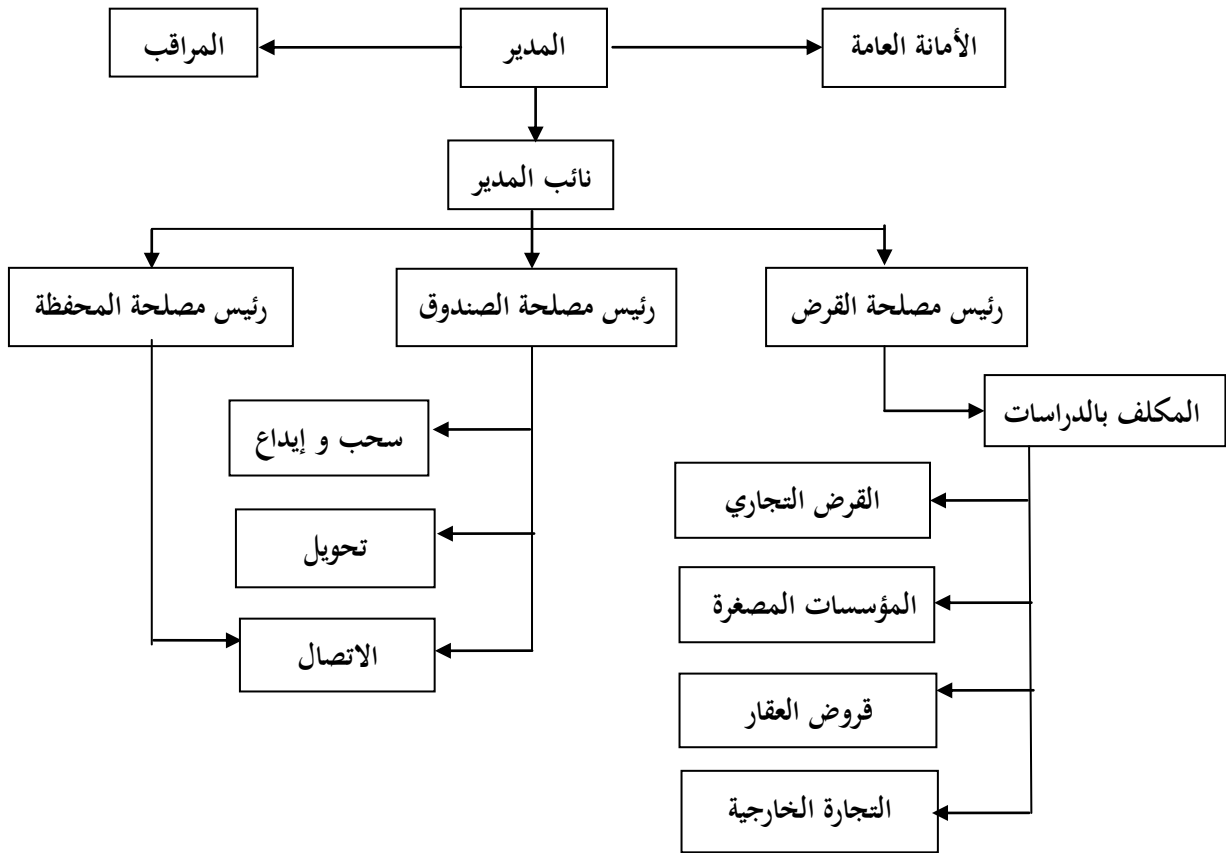 الأمانة العامة
المدير
المراقب
نائب المدير
رئيس مصلحة القرض
رئيس مصلحة الصندوق
رئيس مصلحة المحفظة
المكلف بالدراسات
سحب و إيداع
القرض التجاري
تحويل
المؤسسات المصغرة
الاتصال
قروض العقار
التجارة الخارجية